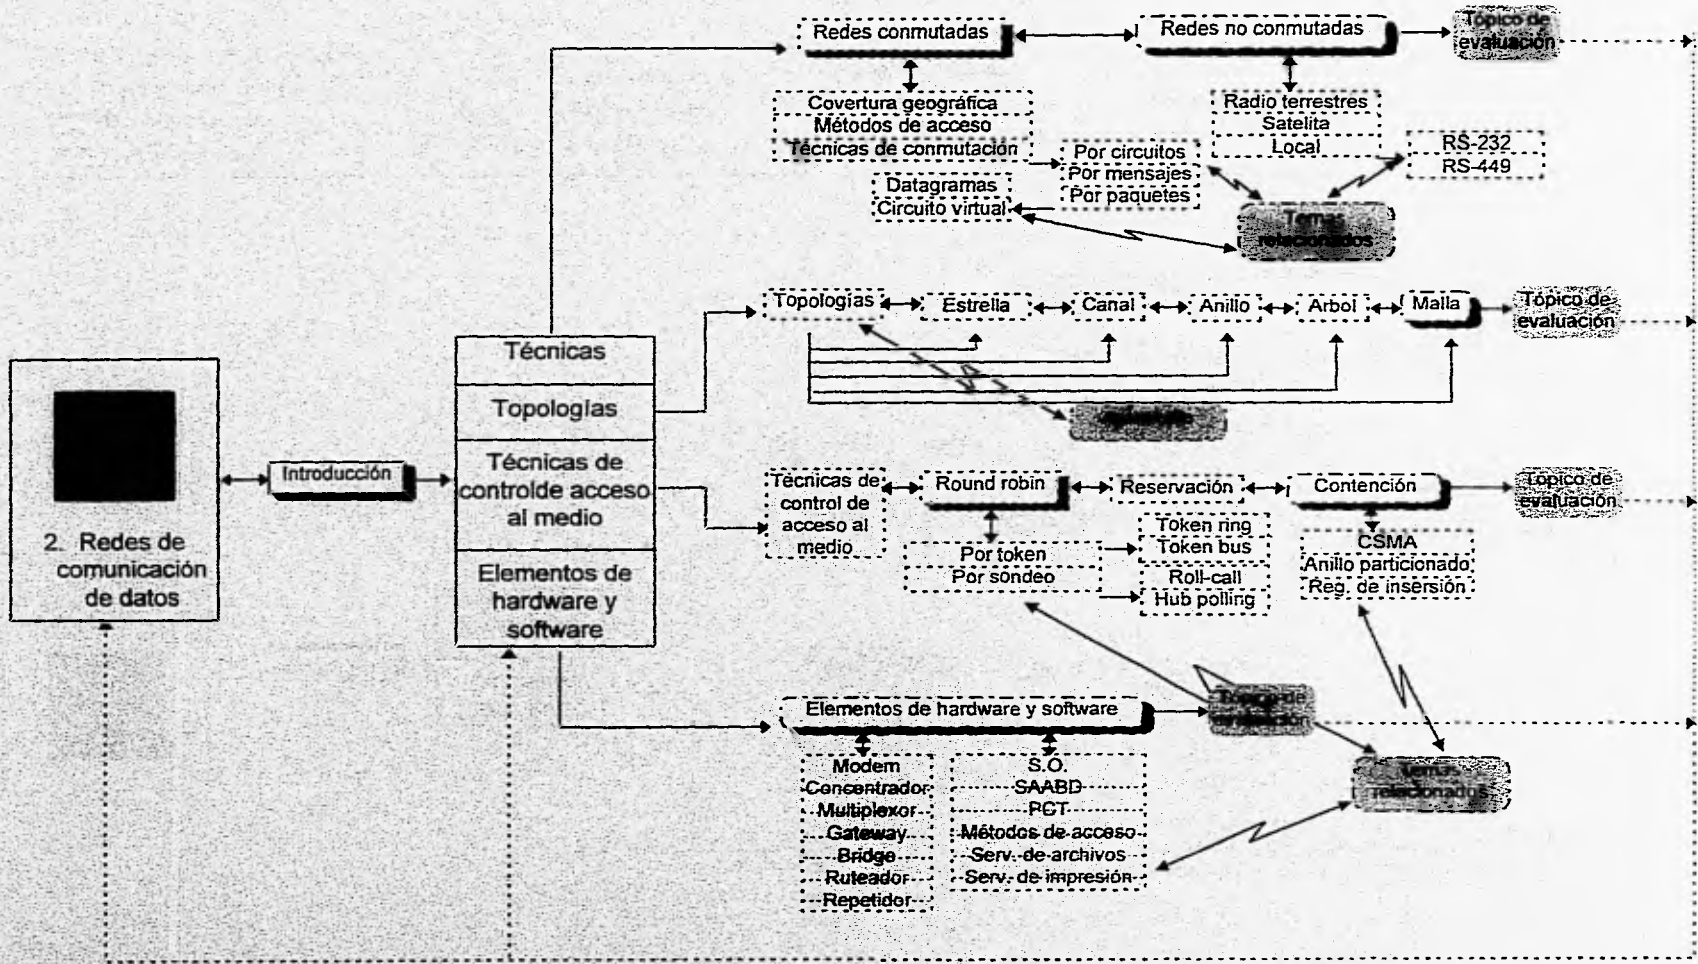 Redes conmutadas
Redes no conmutadas
Tópico de
evaluación
Covertura geográfica
Métodos de acceso
Técnicas de conmutación
Radio terrestres
Satelita
Local
RS-232
RS-449
Por circuitos
Por mensajes
Por paquetes
Datagramas
Circuito virtual
Temas
relacionados
Topologías
Estrella
Canal
Anillo
Arbol
Malla
Tópico de
evaluación
2. Redes de
comunicación
de datos
Introducción
Técnicas
Topologías
Técnicas de
controlde acceso
al medio
Elementos de
hardware y
software
Técnicas de
control de
acceso al
medio
Round robin
Reservación
Contención
Tópico de
evaluación
Por token
Por sondeo
Token ring
Token bus
Roll-call
Hub polling
CSMA
Anillo particionado
Reg. de insersión
Elementos de hardware y software
Tópico de
evaluación
Modem
Concentrador
Multiplexor
Gateway
Bridge
Ruteador
Repetidor
S.O.
SAABD
PCT
Métodos de acceso
Serv. de archivos
Serv. de impresión
Temas
relacionados